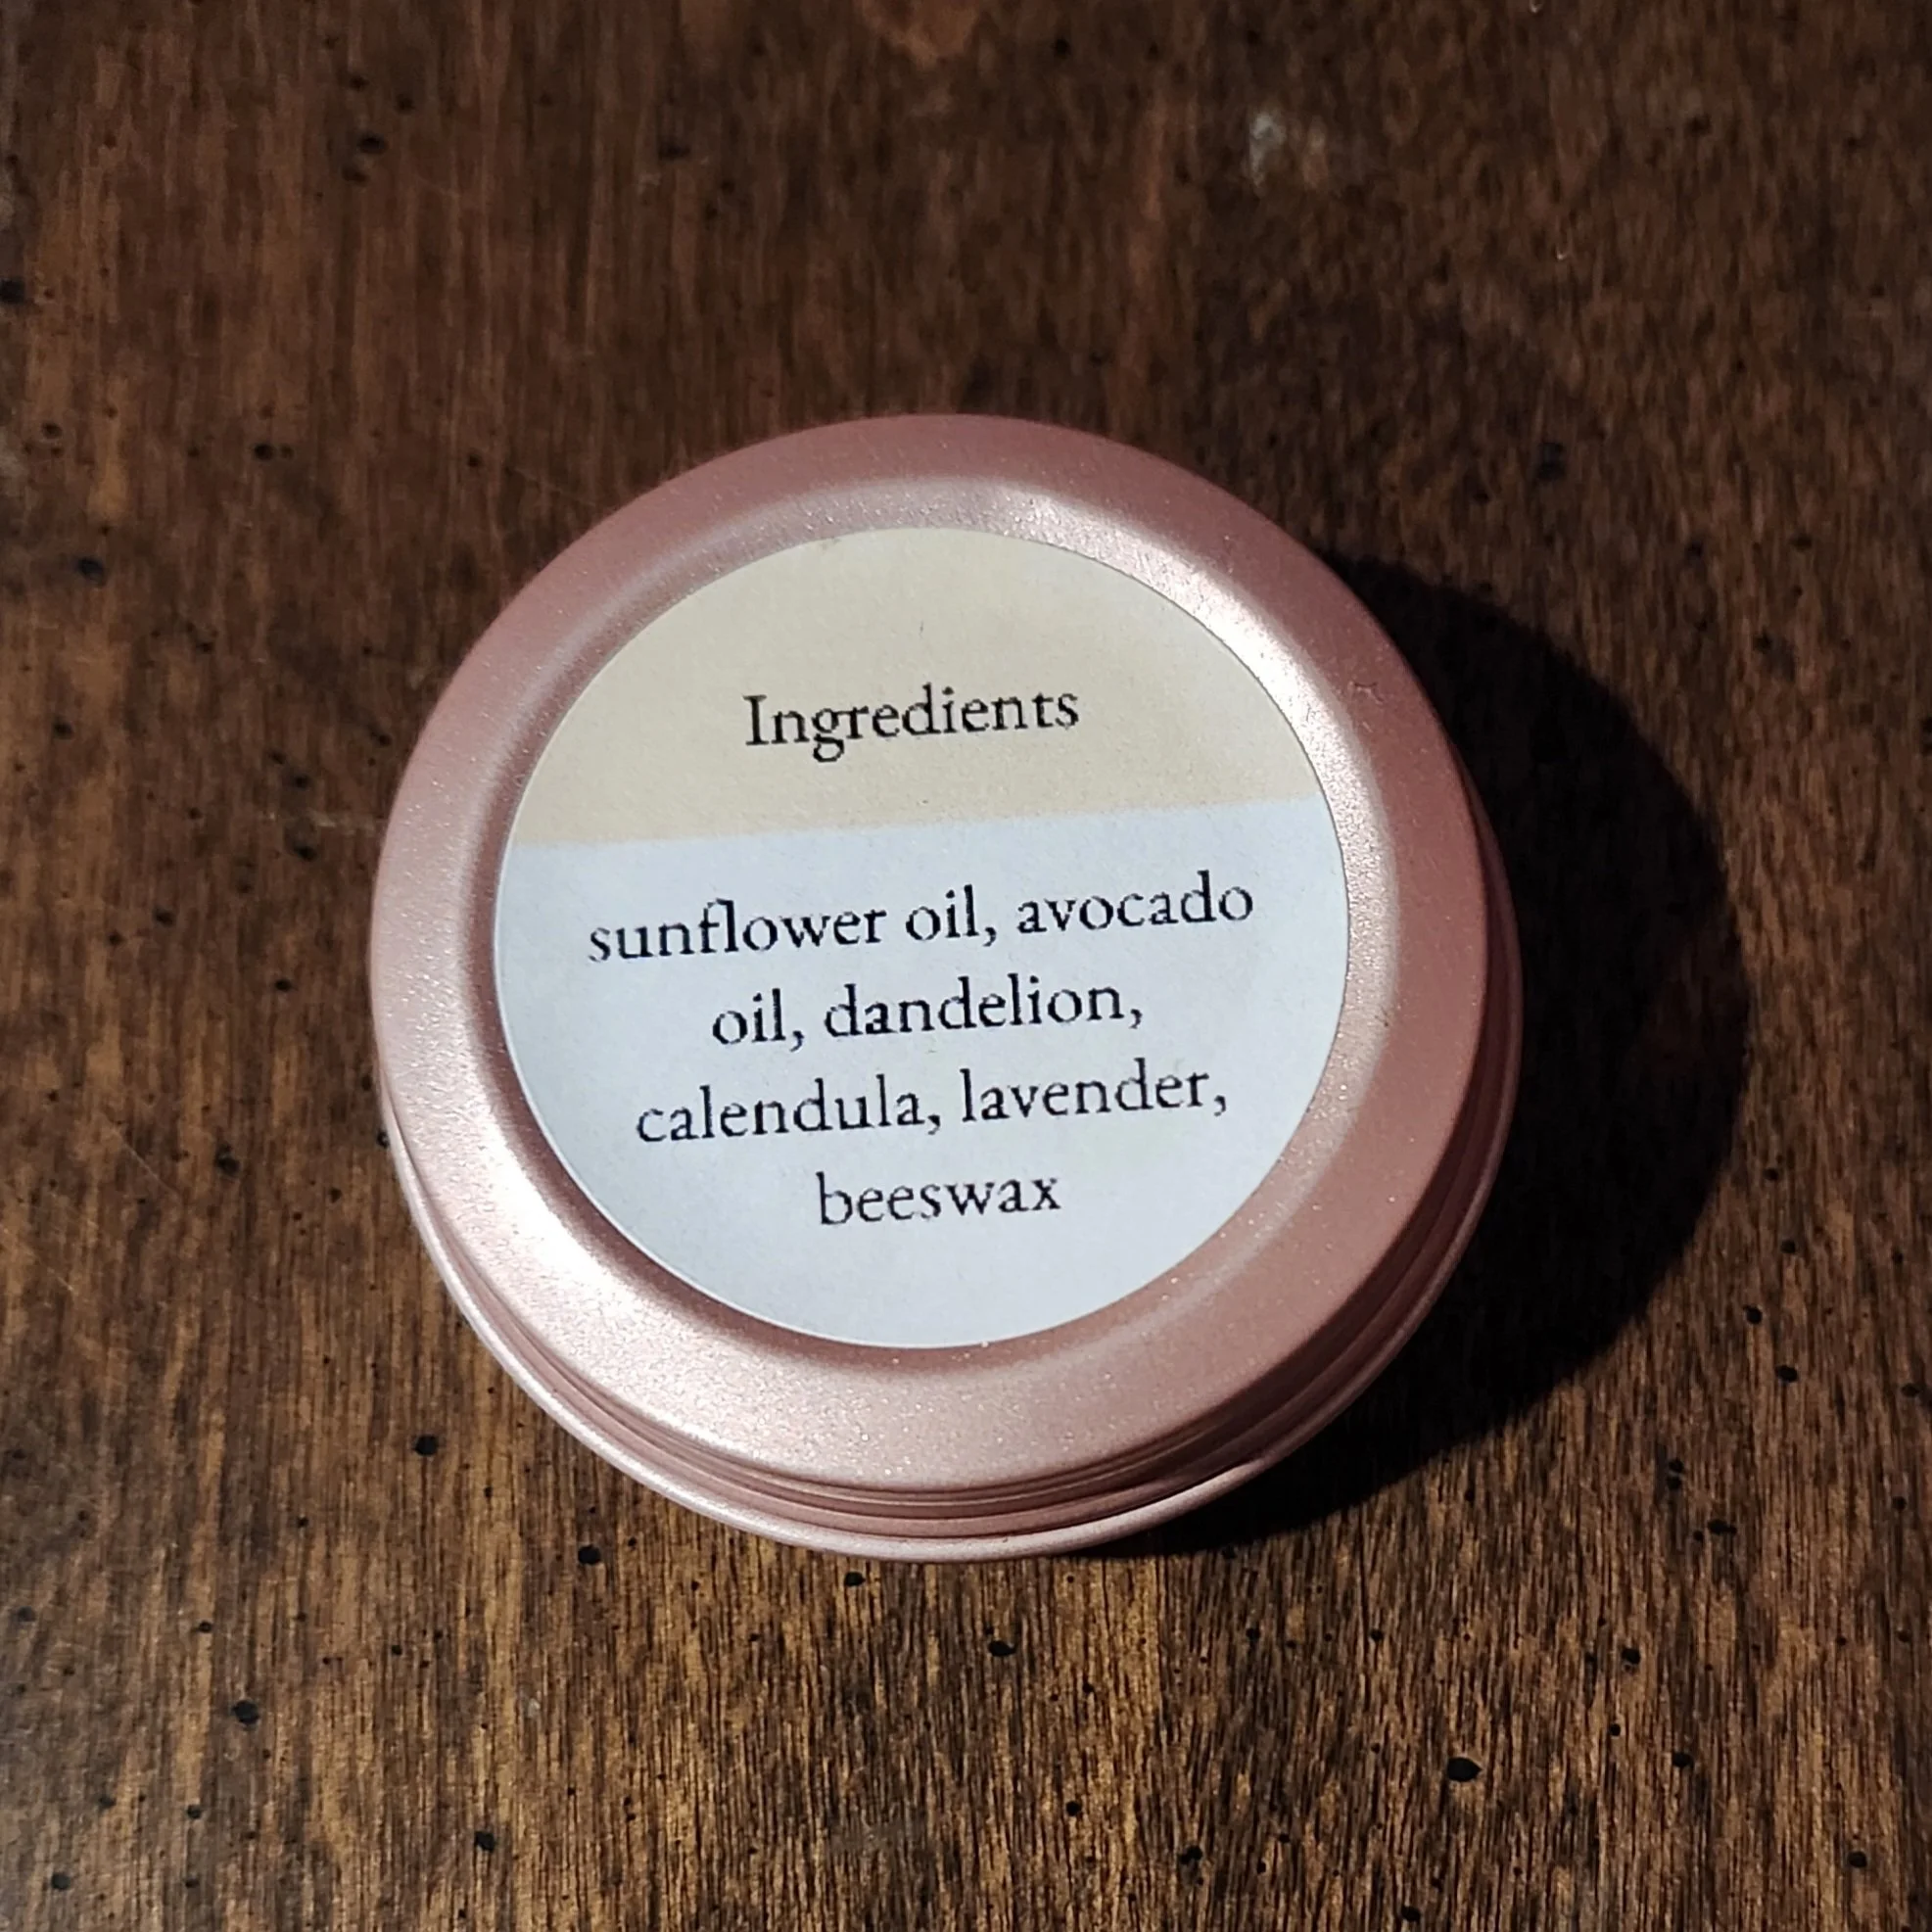 Ingredients
sunflower oil, avocado
oil, dandelion,
calendula, lavender,
beeswax